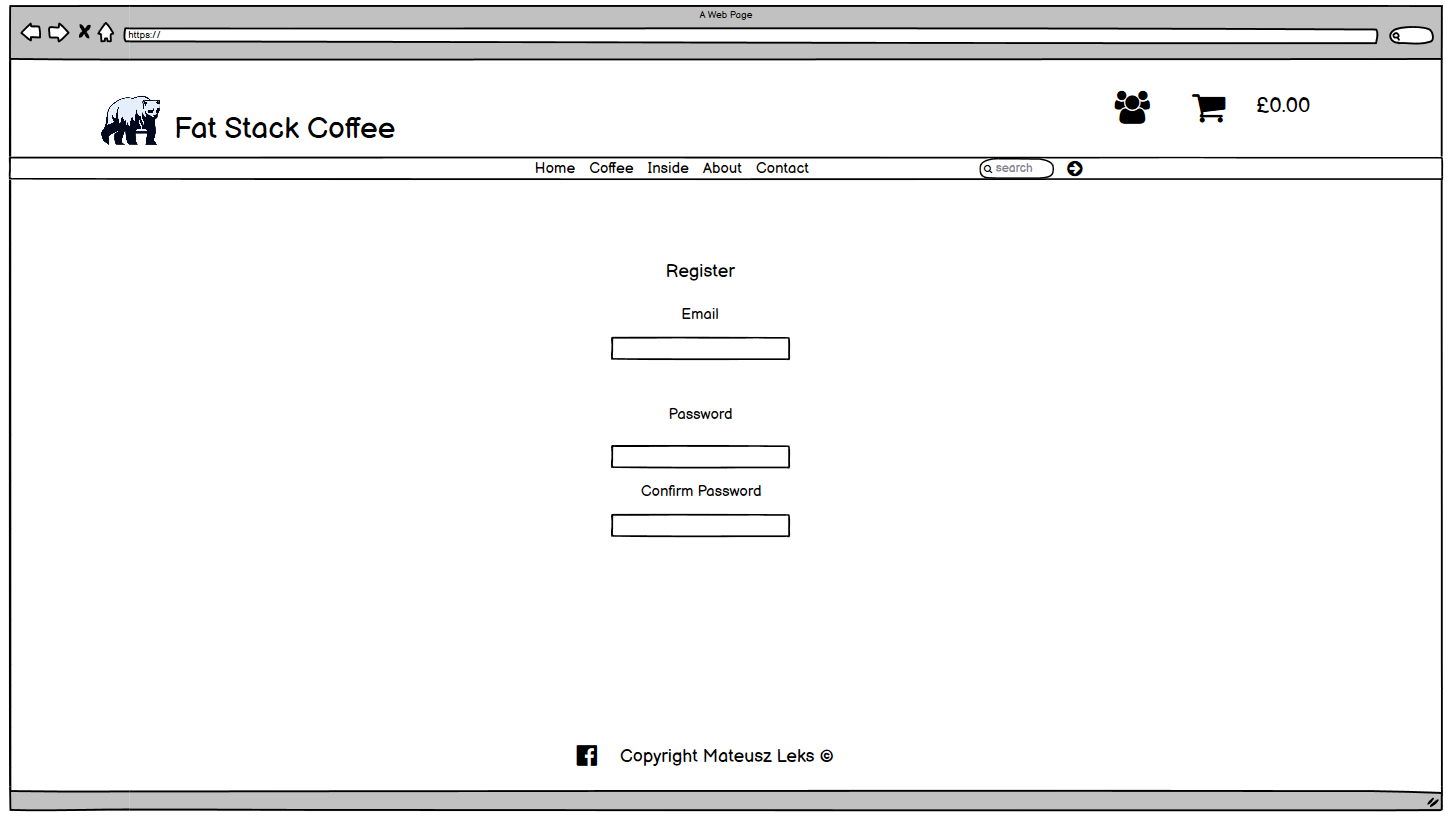 A Web Page
https://
Fat Stack Coffee
£0.00
Home Coffee Inside About Contact search
Register
Email
Password
Confirm Password
Copyright Mateusz Leks ©